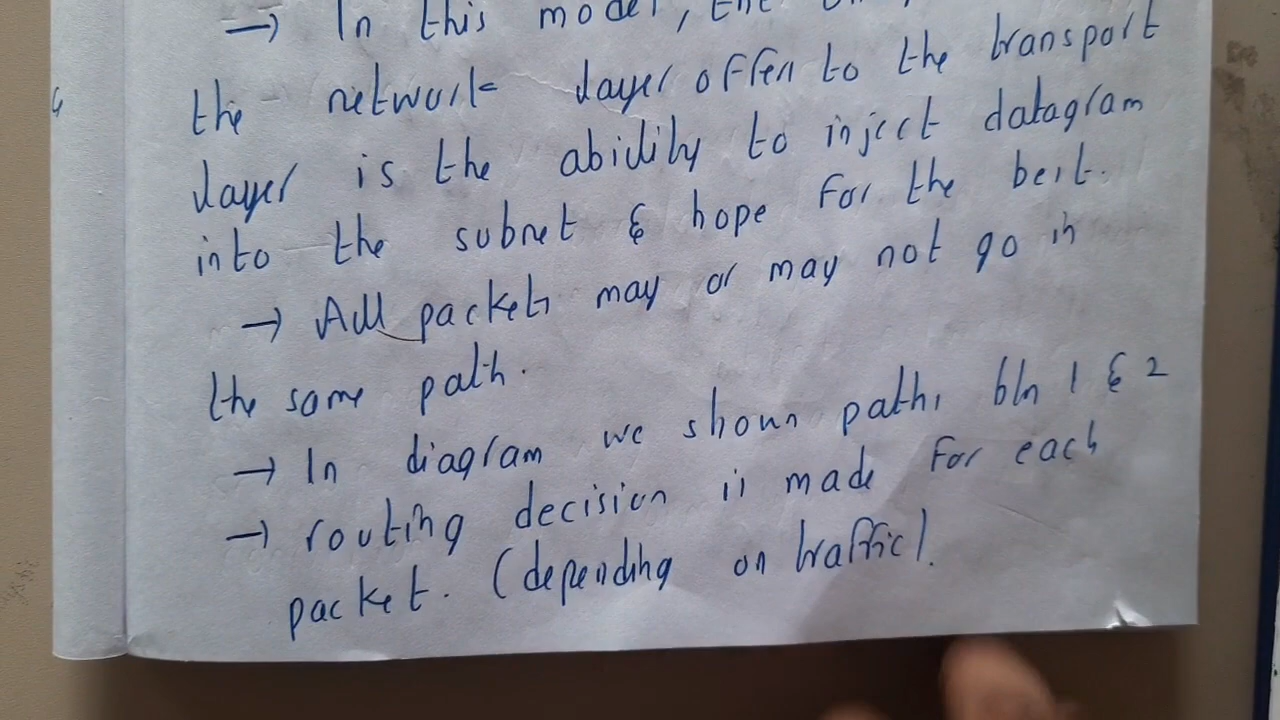 → In this model, the
the network layer offers to the transport
layer is the ability to inject datagram
into the subnet & hope for the best.
→ All packets may or may not go in
the same path.
→ In diagram we shown paths b/n 1 & 2
→ routing decision is made for each
packet. (depending on traffic).